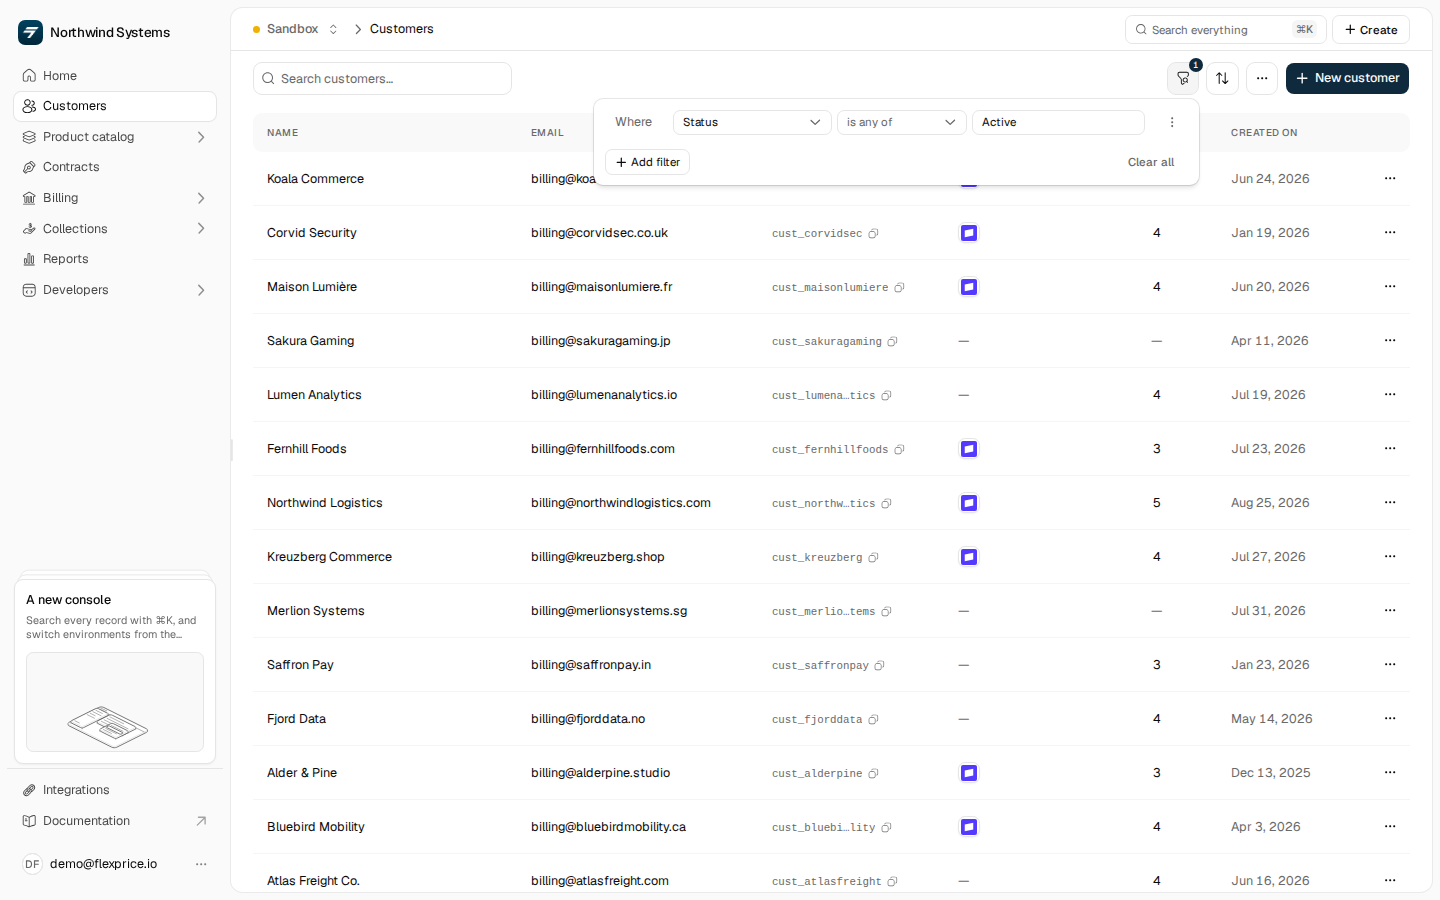 Northwind Systems
Home
Customers
Product catalog
Contracts
Billing
Collections
Reports
Developers
A new console
Search every record with ⌘K, and
switch environments from the...
Integrations
Documentation
DF demo@flexprice.io
Sandbox Customers
Search everything ⌘K
Create
Search customers...
1
New customer
Where Status is any of Active
Add filter Clear all
NAME EMAIL CREATED ON
Koala Commerce billing@koa Jun 24, 2026
Corvid Security billing@corvidsec.co.uk cust_corvidsec 4 Jan 19, 2026
Maison Lumière billing@maisonlumiere.fr cust_maisonlumiere 4 Jun 20, 2026
Sakura Gaming billing@sakuragaming.jp cust_sakuragaming — — Apr 11, 2026
Lumen Analytics billing@lumenanalytics.io cust_lumena…tics — 4 Jul 19, 2026
Fernhill Foods billing@fernhillfoods.com cust_fernhillfoods 3 Jul 23, 2026
Northwind Logistics billing@northwindlogistics.com cust_northw…tics 5 Aug 25, 2026
Kreuzberg Commerce billing@kreuzberg.shop cust_kreuzberg 4 Jul 27, 2026
Merlion Systems billing@merlionsystems.sg cust_merlio…tems — — Jul 31, 2026
Saffron Pay billing@saffronpay.in cust_saffronpay — 3 Jan 23, 2026
Fjord Data billing@fjorddata.no cust_fjorddata — 4 May 14, 2026
Alder & Pine billing@alderpine.studio cust_alderpine 3 Dec 13, 2025
Bluebird Mobility billing@bluebirdmobility.ca cust_bluebi…lity 4 Apr 3, 2026
Atlas Freight Co. billing@atlasfreight.com cust_atlasfreight — 4 Jun 16, 2026